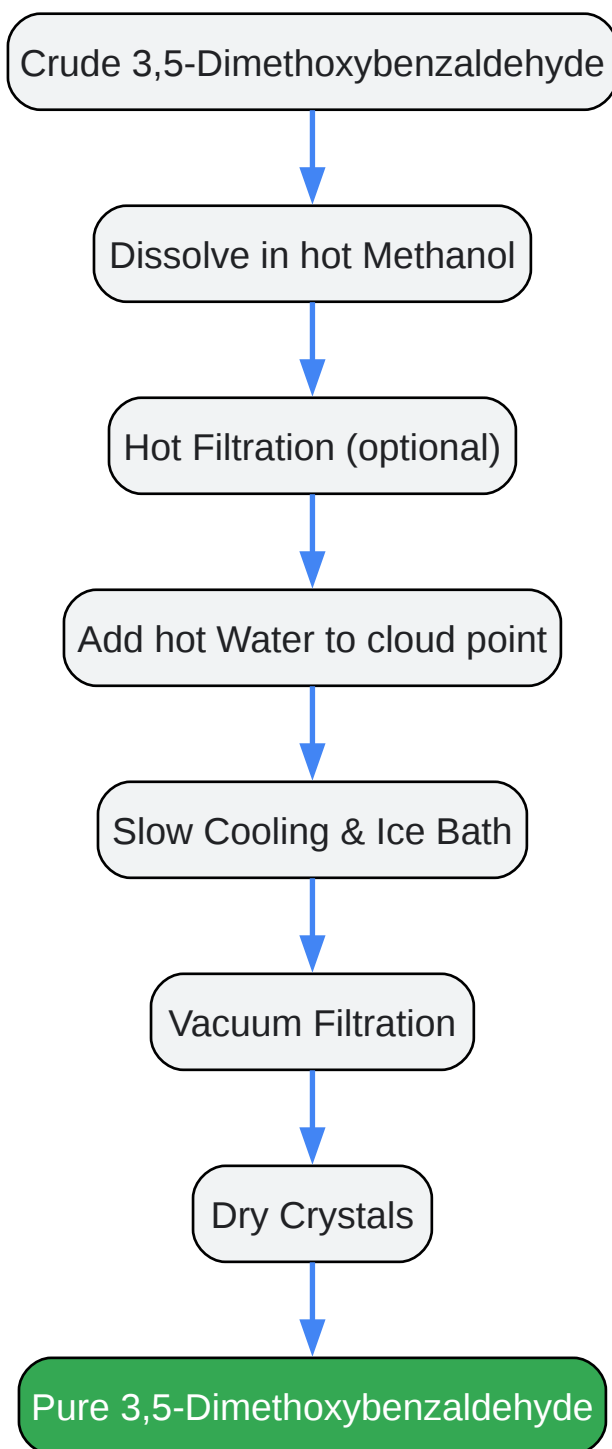 Crude 3,5-Dimethoxybenzaldehyde
Dissolve in hot Methanol
Hot Filtration (optional)
Add hot Water to cloud point
Slow Cooling & Ice Bath
Vacuum Filtration
Dry Crystals
Pure 3,5-Dimethoxybenzaldehyde